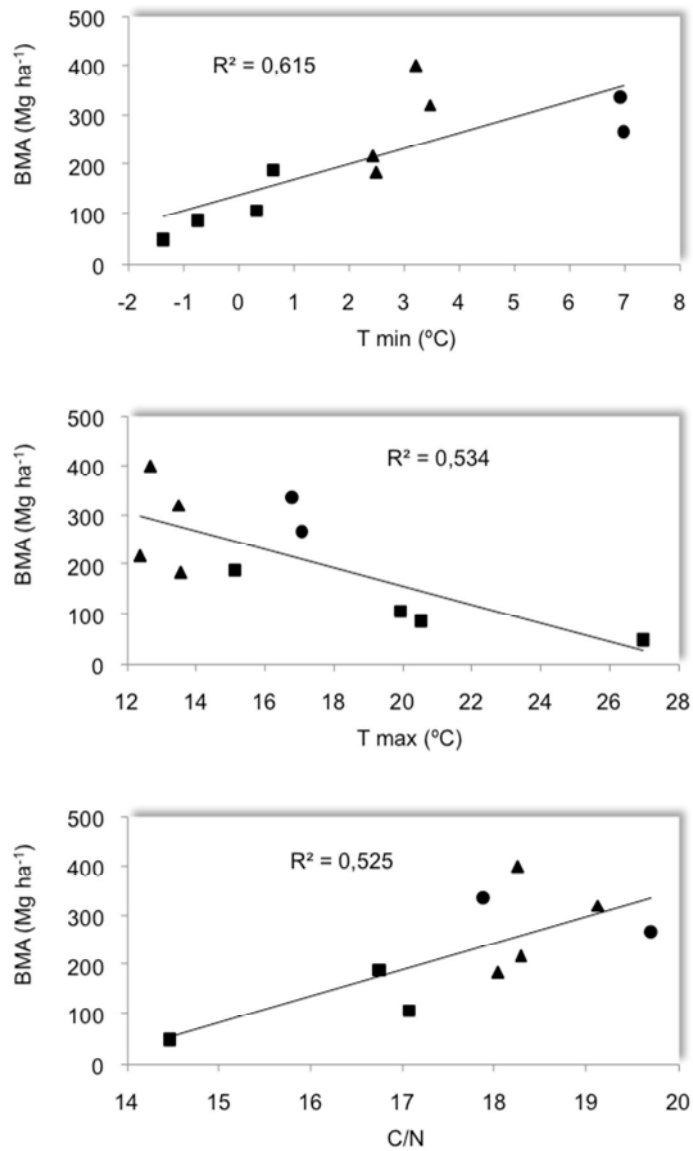 500
400
300
200
100
0
BMA (Mg ha⁻¹)
R² = 0,615
-2 -1 0 1 2 3 4 5 6 7 8
T min (ºC)
500
400
300
200
100
0
BMA (Mg ha⁻¹)
R² = 0,534
12 14 16 18 20 22 24 26 28
T max (ºC)
500
400
300
200
100
0
BMA (Mg ha⁻¹)
R² = 0,525
14 15 16 17 18 19 20
C/N